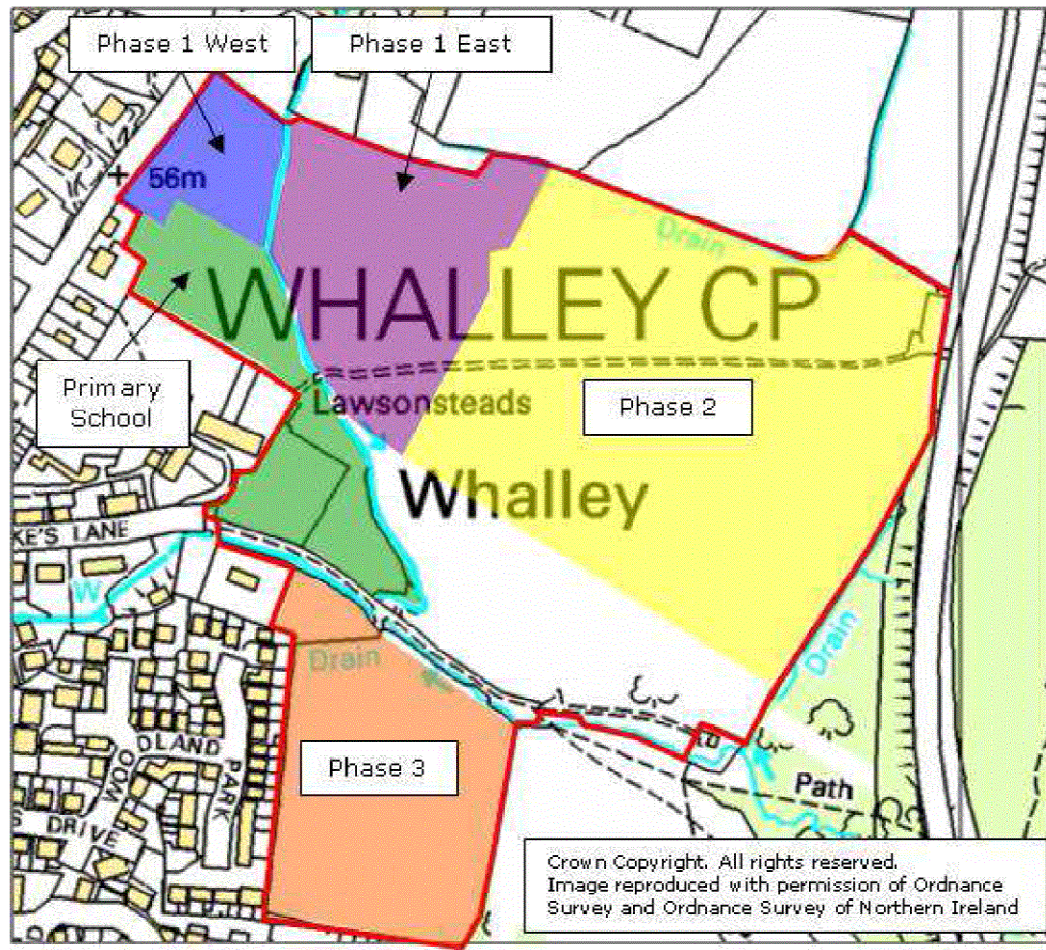 Phase 1 West
Phase 1 East
56m
Drain
WHALLEY CP
Primary
School
Lawsonsteads
Phase 2
Whalley
KE'S LANE
W
Drain
Drain
DLAND
PARK
OOM
Phase 3
Path
S DRIVE
Crown Copyright. All rights reserved.
Image reproduced with permission of Ordnance
Survey and Ordnance Survey of Northern Ireland